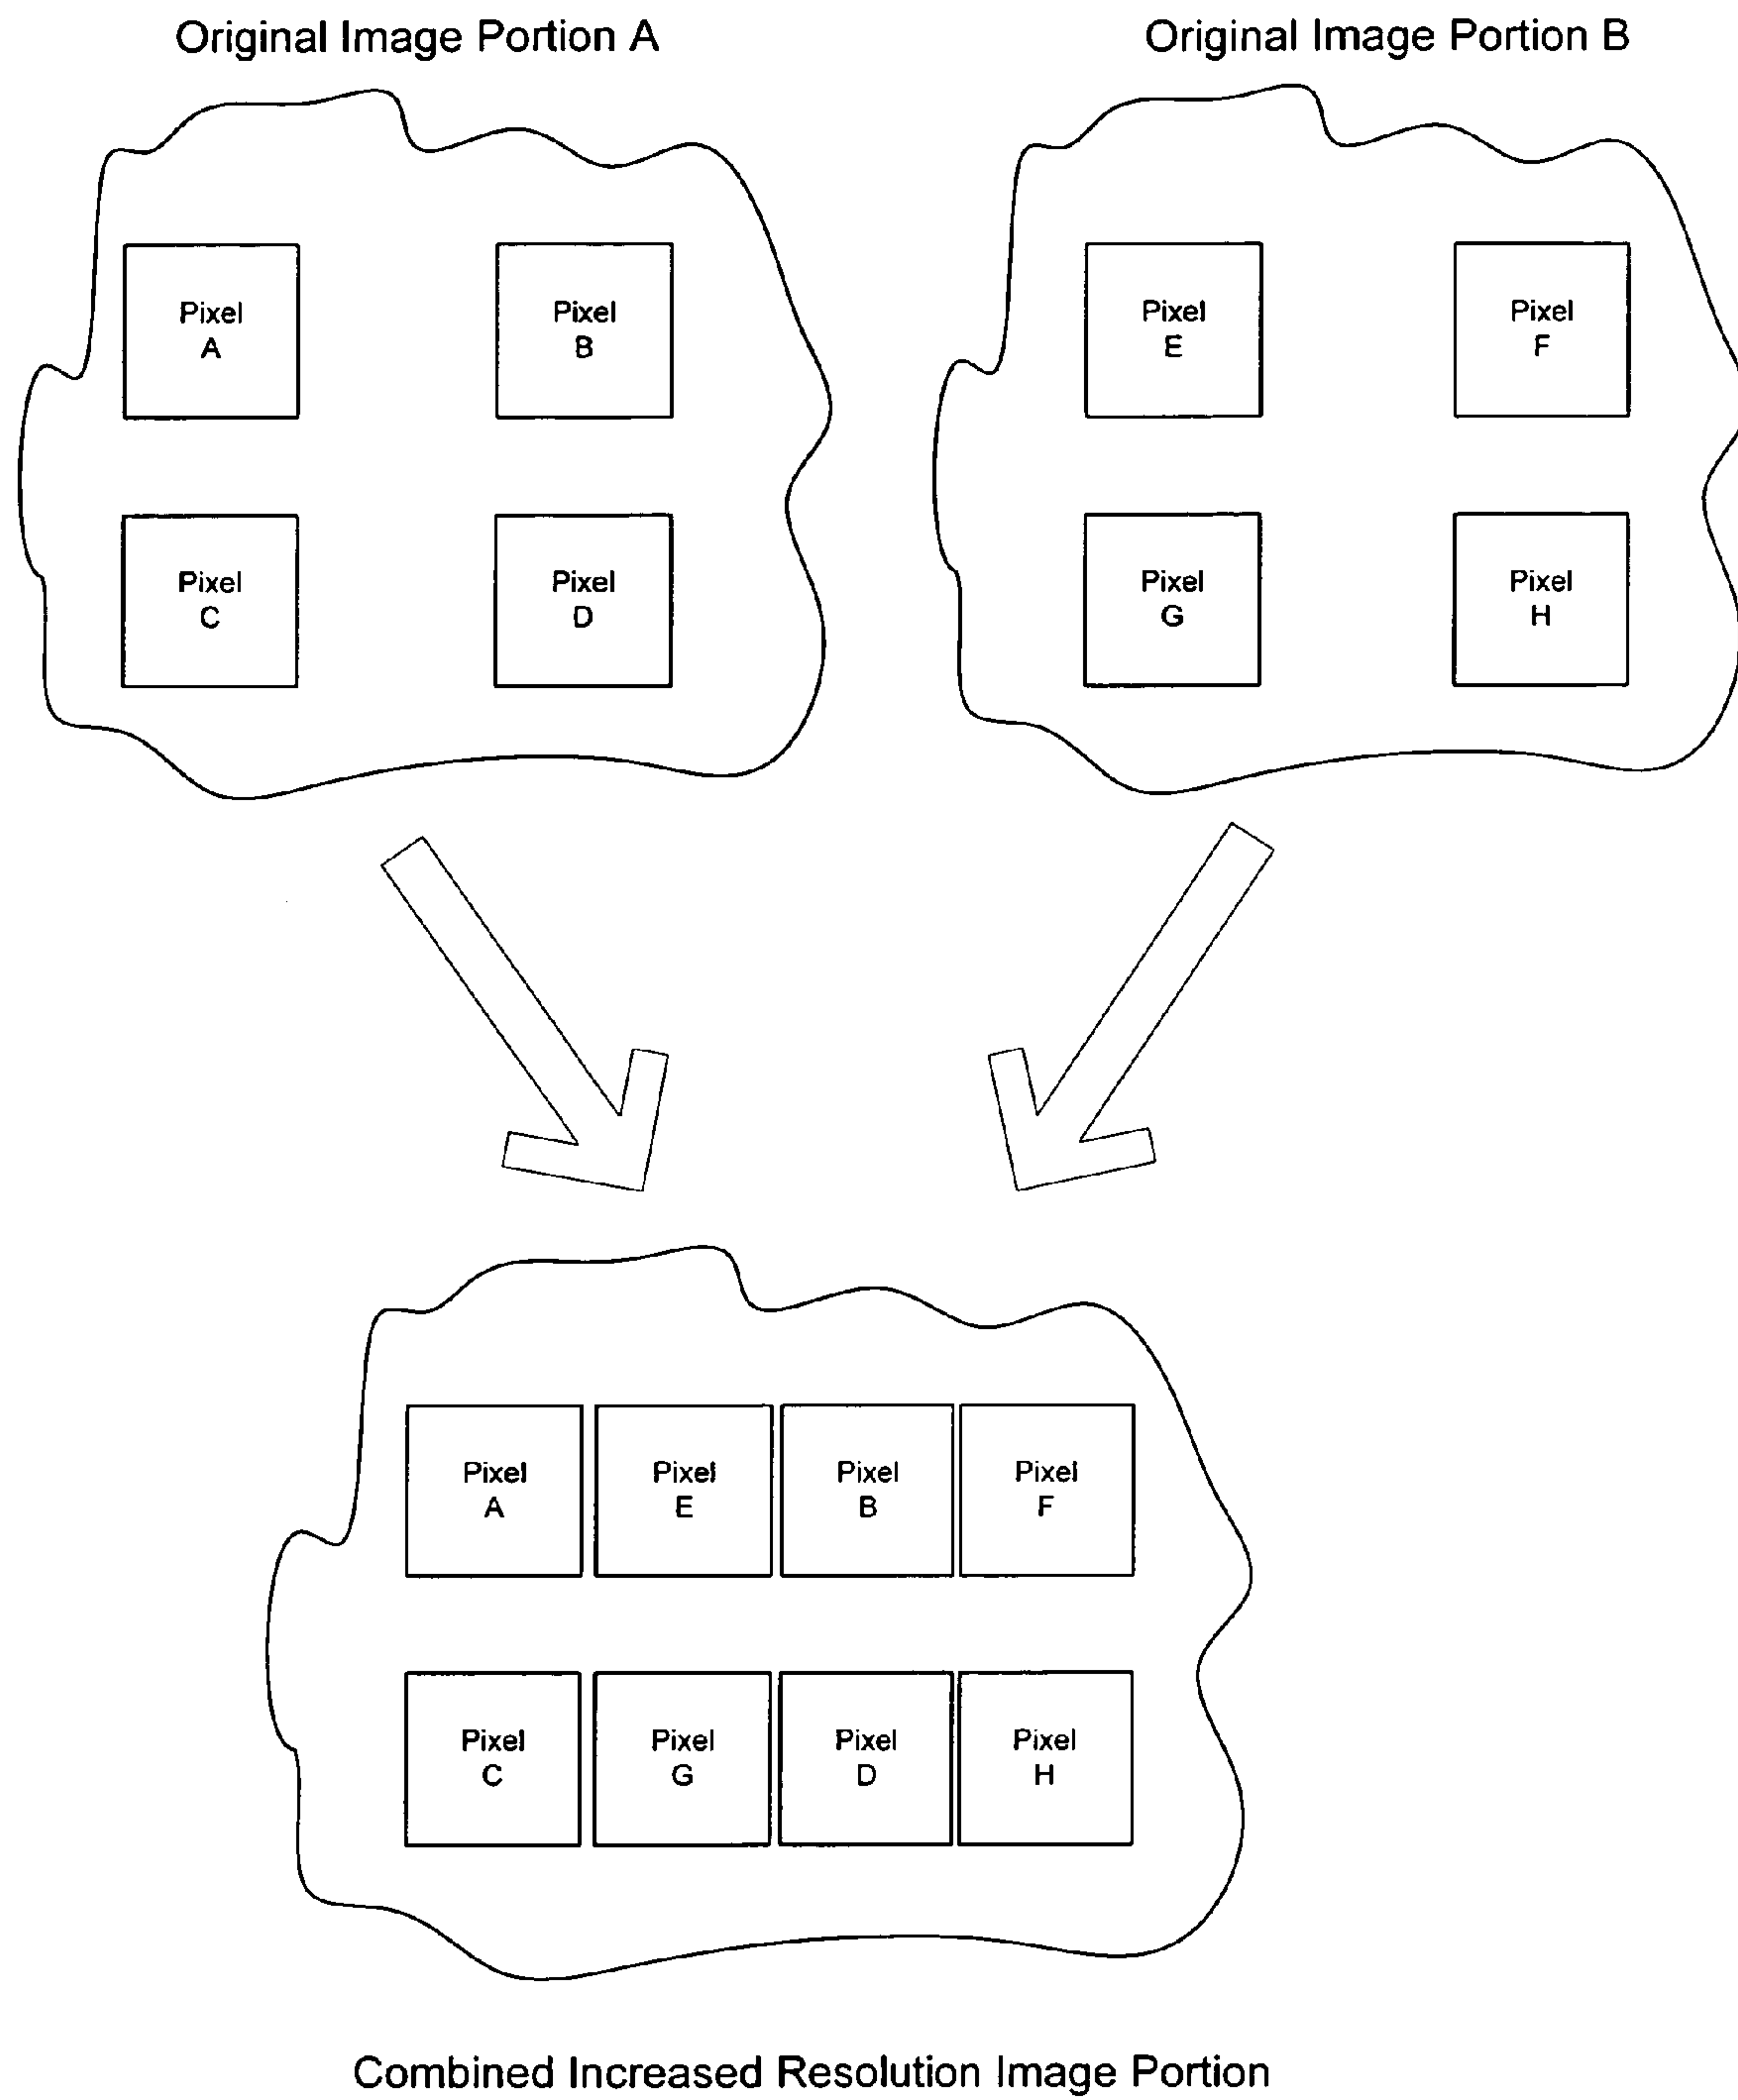 Original Image Portion A
Original Image Portion B
Pixel
A
Pixel
B
Pixel
E
Pixel
F
Pixel
C
Pixel
D
Pixel
G
Pixel
H
Pixel
A
Pixel
E
Pixel
B
Pixel
F
Pixel
C
Pixel
G
Pixel
D
Pixel
H
Combined Increased Resolution Image Portion